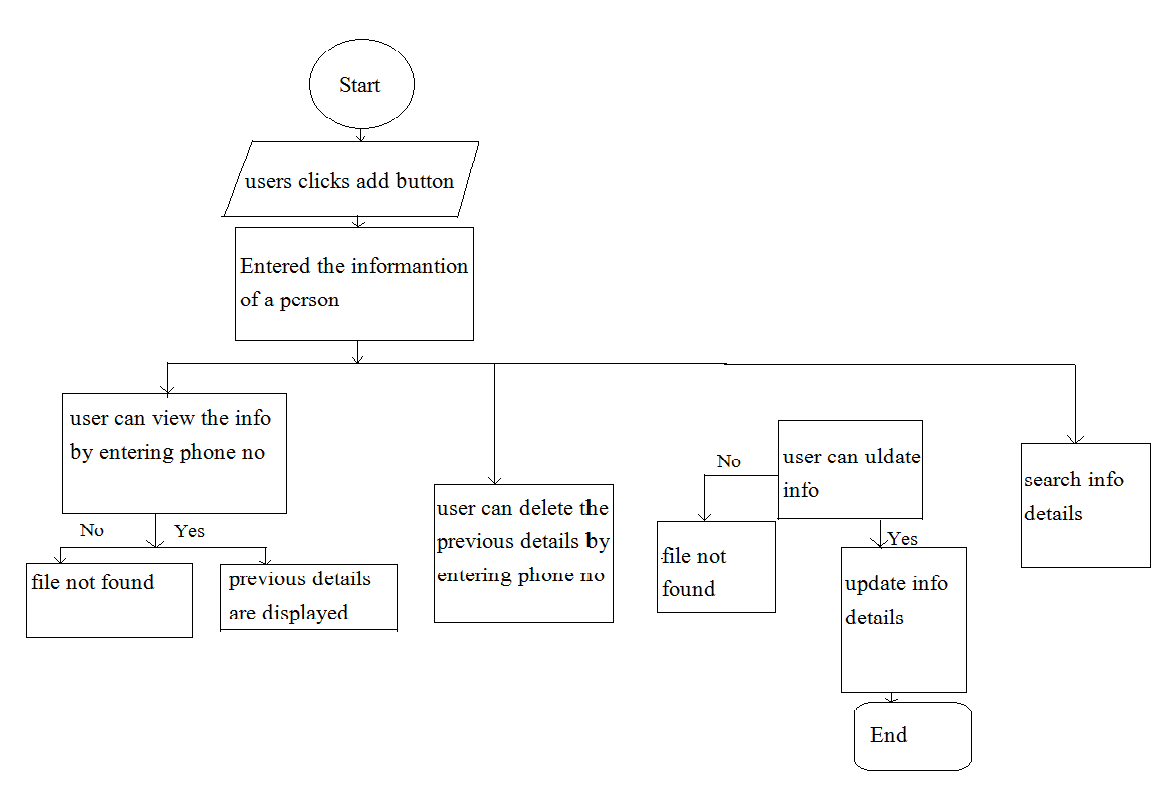 Start
users clicks add button
Entered the informantion
of a person
user can view the info
by entering phone no
No
Yes
file not found
previous details
are displayed
user can delete the
previous details by
entering phone no
No
user can uldate
info
file not
found
Yes
update info
details
End
search info
details